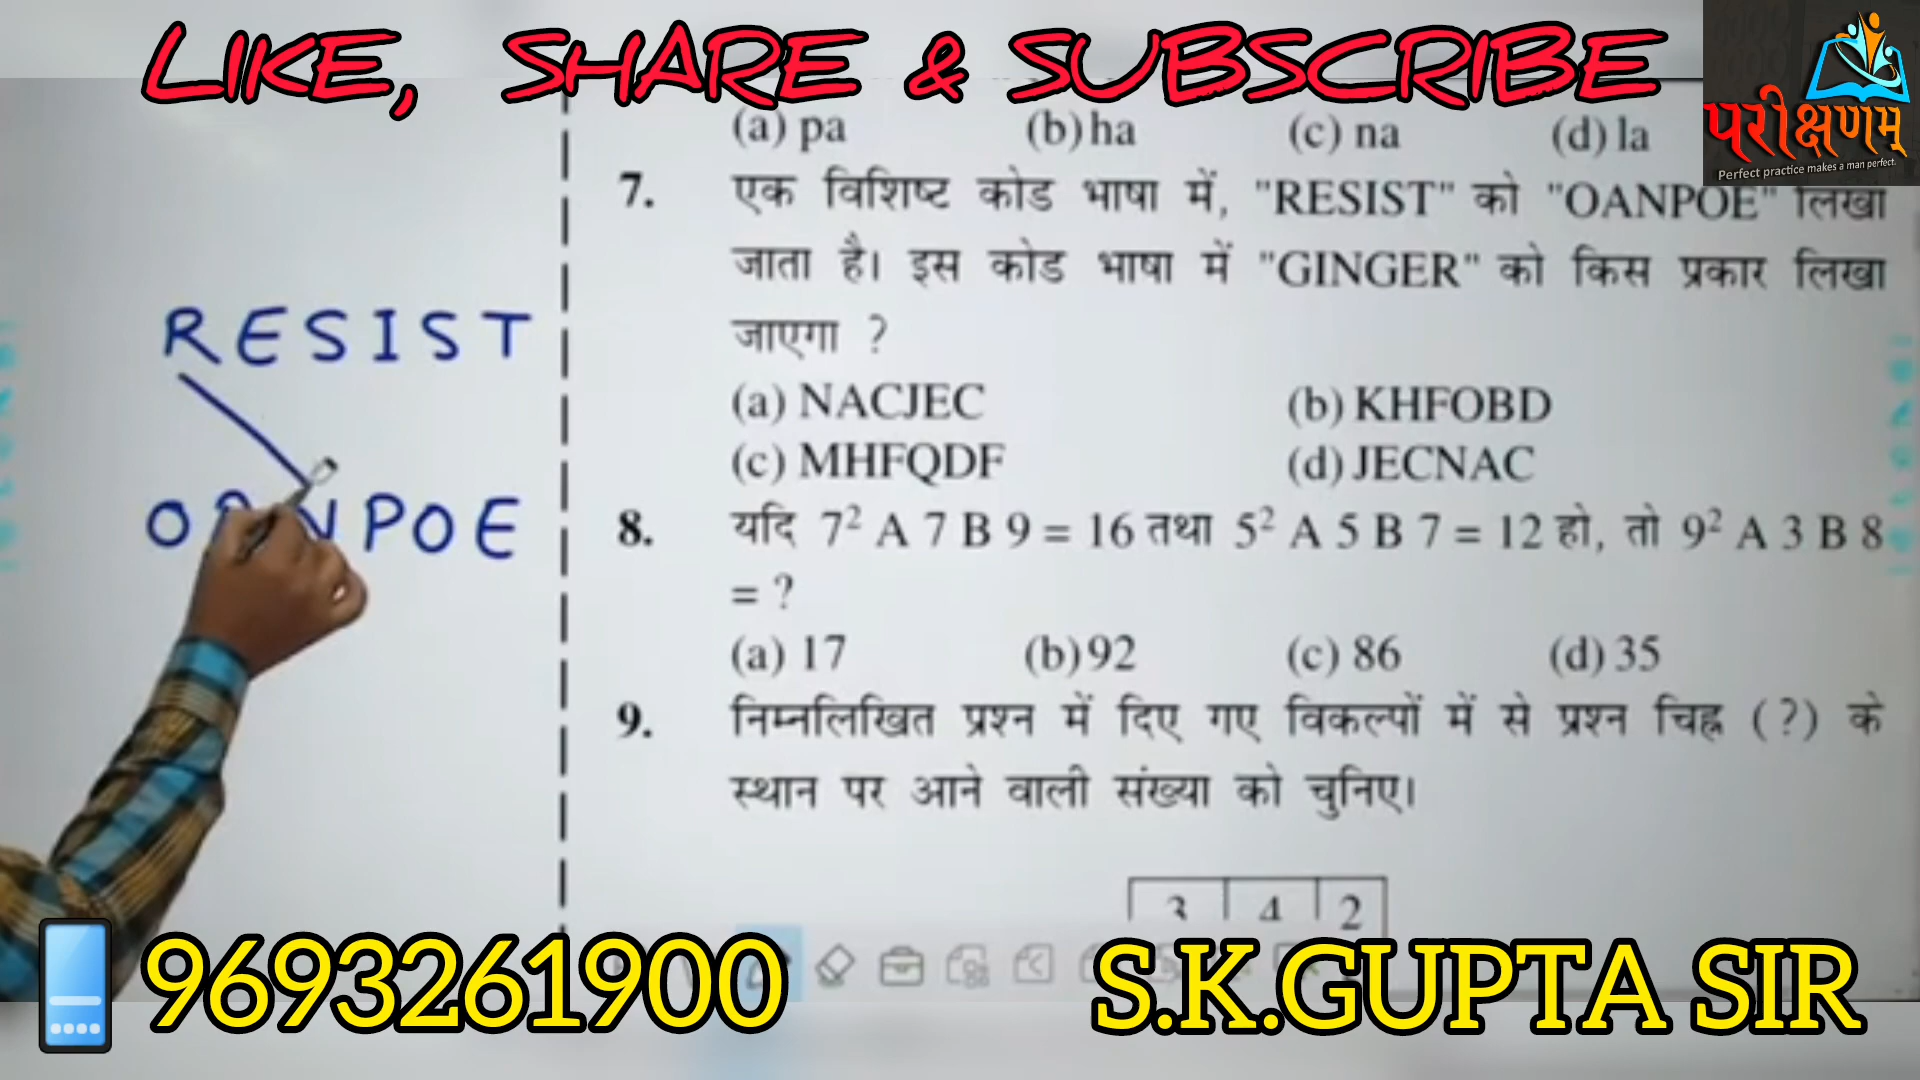 LIKE, SHARE & SUBSCRIBE
परीक्षणम्
Perfect practice makes a man perfect.
(a) pa (b) ha (c) na (d) la
7. एक विशिष्ट कोड भाषा में, "RESIST" को "OANPOE" लिखा
जाता है। इस कोड भाषा में "GINGER" को किस प्रकार लिखा
जाएगा ?
(a) NACJEC (b) KHFOBD
(c) MHFQDF (d) JECNAC
8. यदि 7² A 7 B 9 = 16 तथा 5² A 5 B 7 = 12 हो, तो 9² A 3 B 8
= ?
(a) 17 (b) 92 (c) 86 (d) 35
9. निम्नलिखित प्रश्न में दिए गए विकल्पों में से प्रश्न चिह्न (?) के
स्थान पर आने वाली संख्या को चुनिए।
3 4 2
RESIST
OANPOE
9693261900
S.K.GUPTA SIR